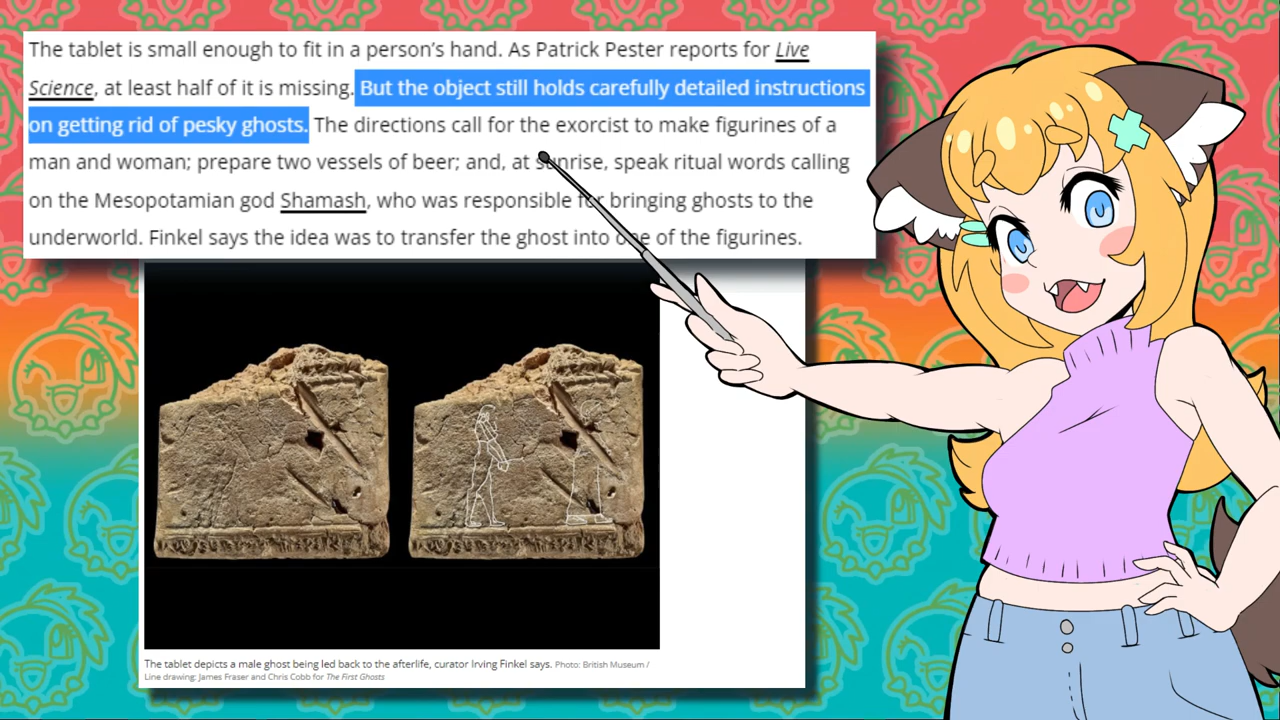 The tablet is small enough to fit in a person's hand. As Patrick Pester reports for Live
Science, at least half of it is missing. But the object still holds carefully detailed instructions
on getting rid of pesky ghosts. The directions call for the exorcist to make figurines of a
man and woman; prepare two vessels of beer; and, at sunrise, speak ritual words calling
on the Mesopotamian god Shamash, who was responsible for bringing ghosts to the
underworld. Finkel says the idea was to transfer the ghost into one of the figurines.
The tablet depicts a male ghost being led back to the afterlife, curator Irving Finkel says. Photo: British Museum /
Line drawing: James Fraser and Chris Cobb for The First Ghosts